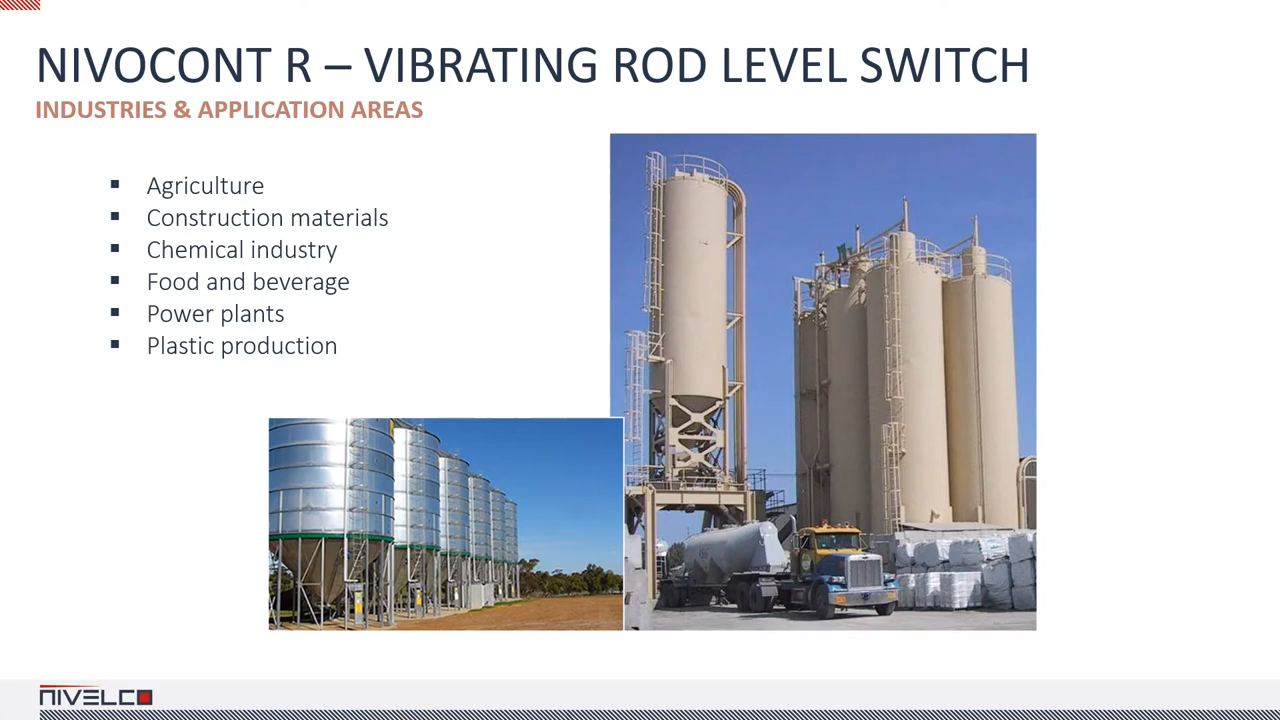 NIVOCONT R – VIBRATING ROD LEVEL SWITCH
INDUSTRIES & APPLICATION AREAS
▪ Agriculture
▪ Construction materials
▪ Chemical industry
▪ Food and beverage
▪ Power plants
▪ Plastic production
NIVELCO